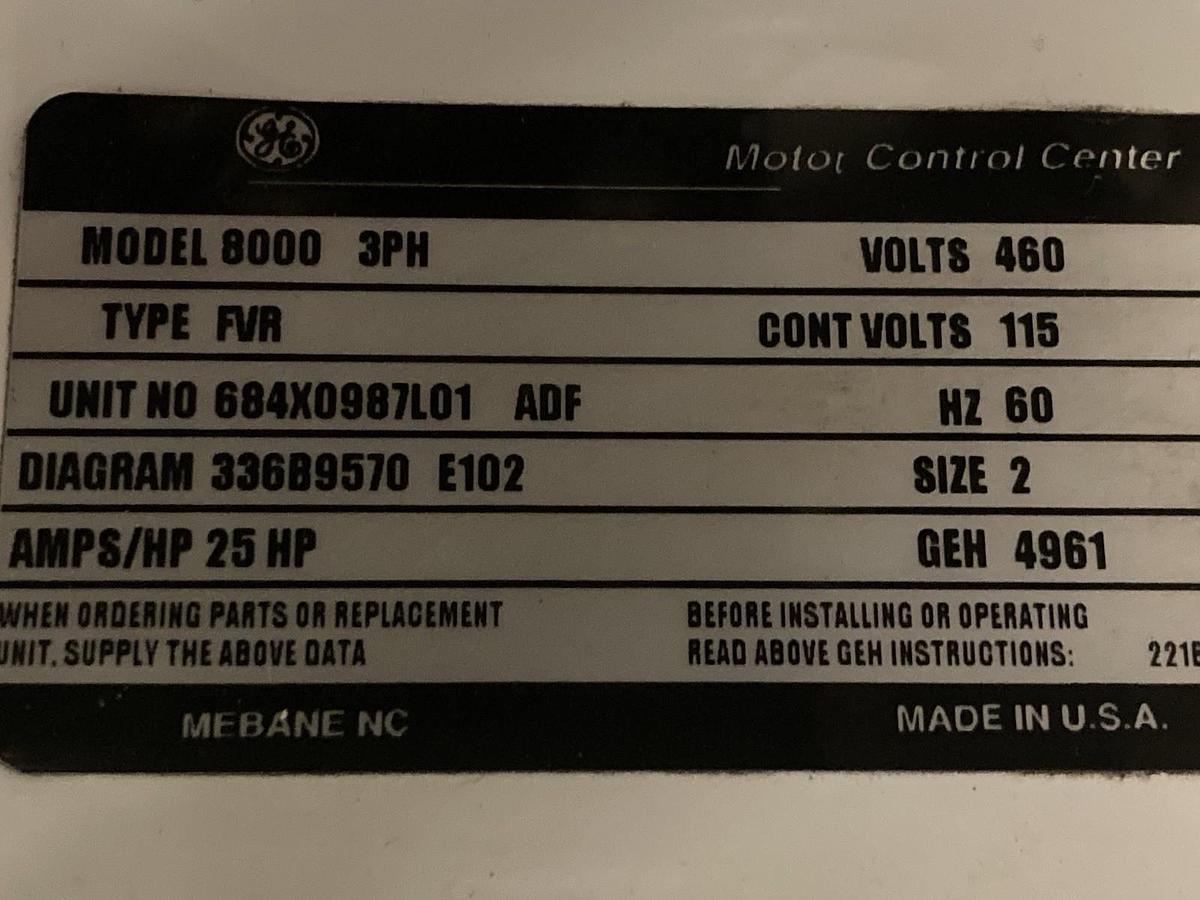 GE
Motor Control Center
MODEL 8000 3PH VOLTS 460
TYPE FVR CONT VOLTS 115
UNIT NO 684X0987L01 ADF HZ 60
DIAGRAM 336B9570 E102 SIZE 2
AMPS/HP 25 HP GEH 4961
WHEN ORDERING PARTS OR REPLACEMENT
UNIT, SUPPLY THE ABOVE DATA
BEFORE INSTALLING OR OPERATING
READ ABOVE GEH INSTRUCTIONS:
MEBANE NC MADE IN U.S.A.